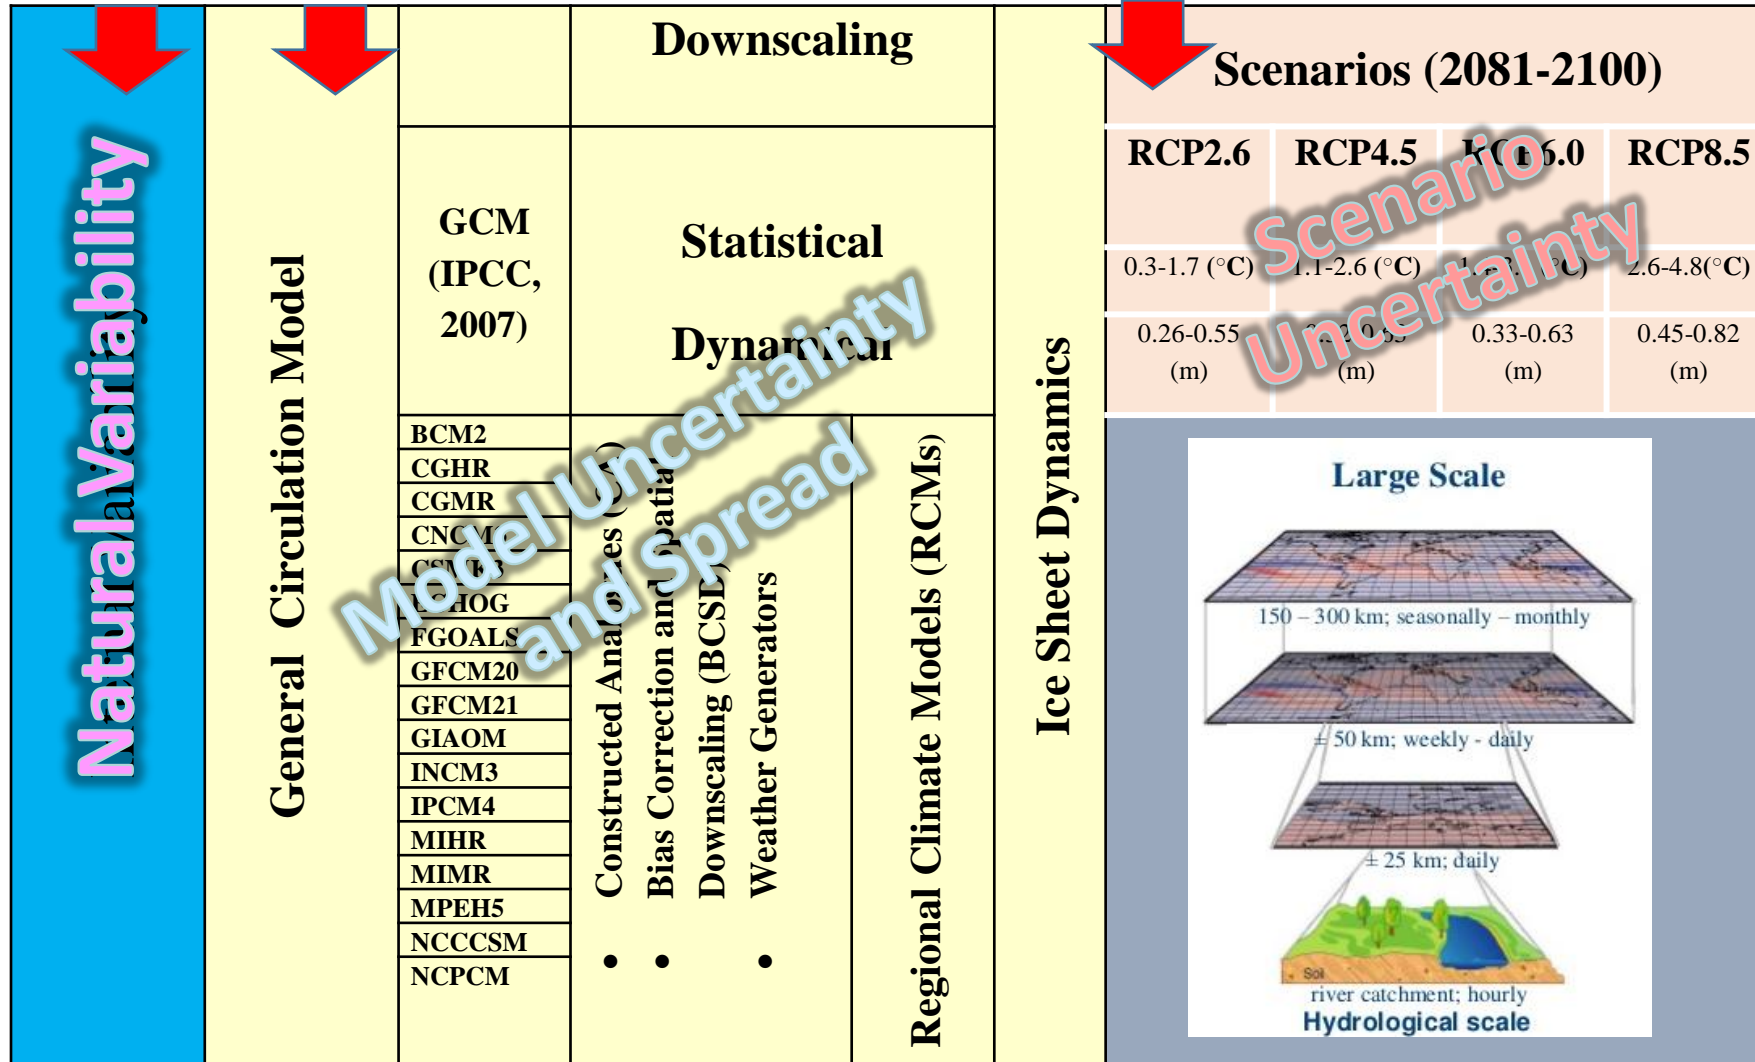 Natural Variability
General Circulation Model
GCM
(IPCC,
2007)
BCM2
CGHR
CGMR
FGOALS
GFCM20
GFCM21
GIAOM
INCM3
IPCM4
MIHR
MIMR
MPEH5
NCCCSM
NCPCM
Downscaling
Statistical
Dynamical
• Constructed
• Bias Correction and Spatial
Downscaling (BCSD)
• Weather Generators
Regional Climate Models (RCMs)
Model Uncertainty
and Spread
Ice Sheet Dynamics
Scenarios (2081-2100)
RCP2.6 RCP4.5 RCP6.0 RCP8.5
0.3-1.7 (°C) 1.1-2.6 (°C) (°C) 2.6-4.8(°C)
0.26-0.55 0.33-0.63 0.45-0.82
(m) (m) (m) (m)
Scenario
Uncertainty
Large Scale
150 – 300 km; seasonally – monthly
± 50 km; weekly - daily
± 25 km; daily
Soil
river catchment; hourly
Hydrological scale